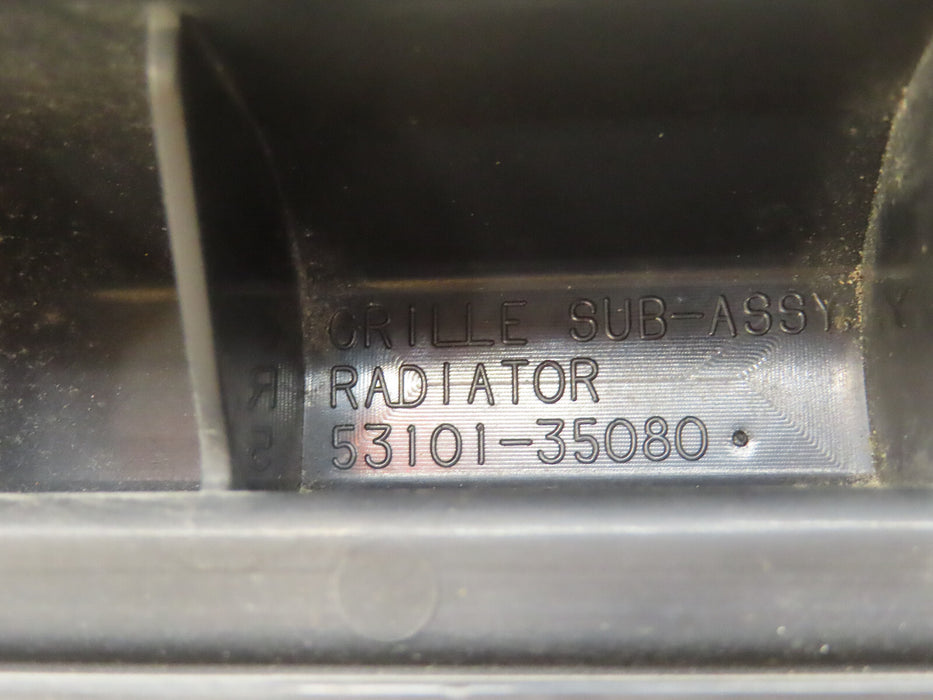 GRILLE SUB-ASSY,
RADIATOR
53101-35080